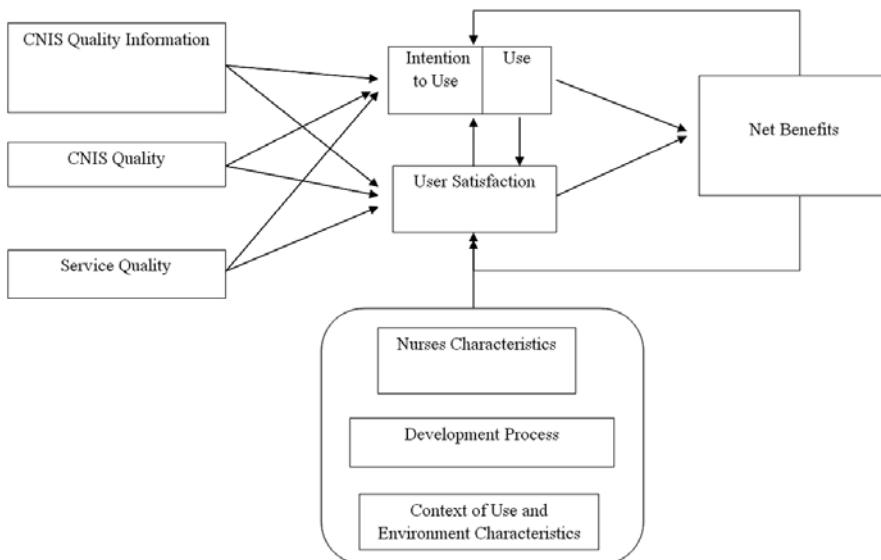 CNIS Quality Information
CNIS Quality
Service Quality
Intention
to Use
Use
User Satisfaction
Net Benefits
Nurses Characteristics
Development Process
Context of Use and
Environment Characteristics